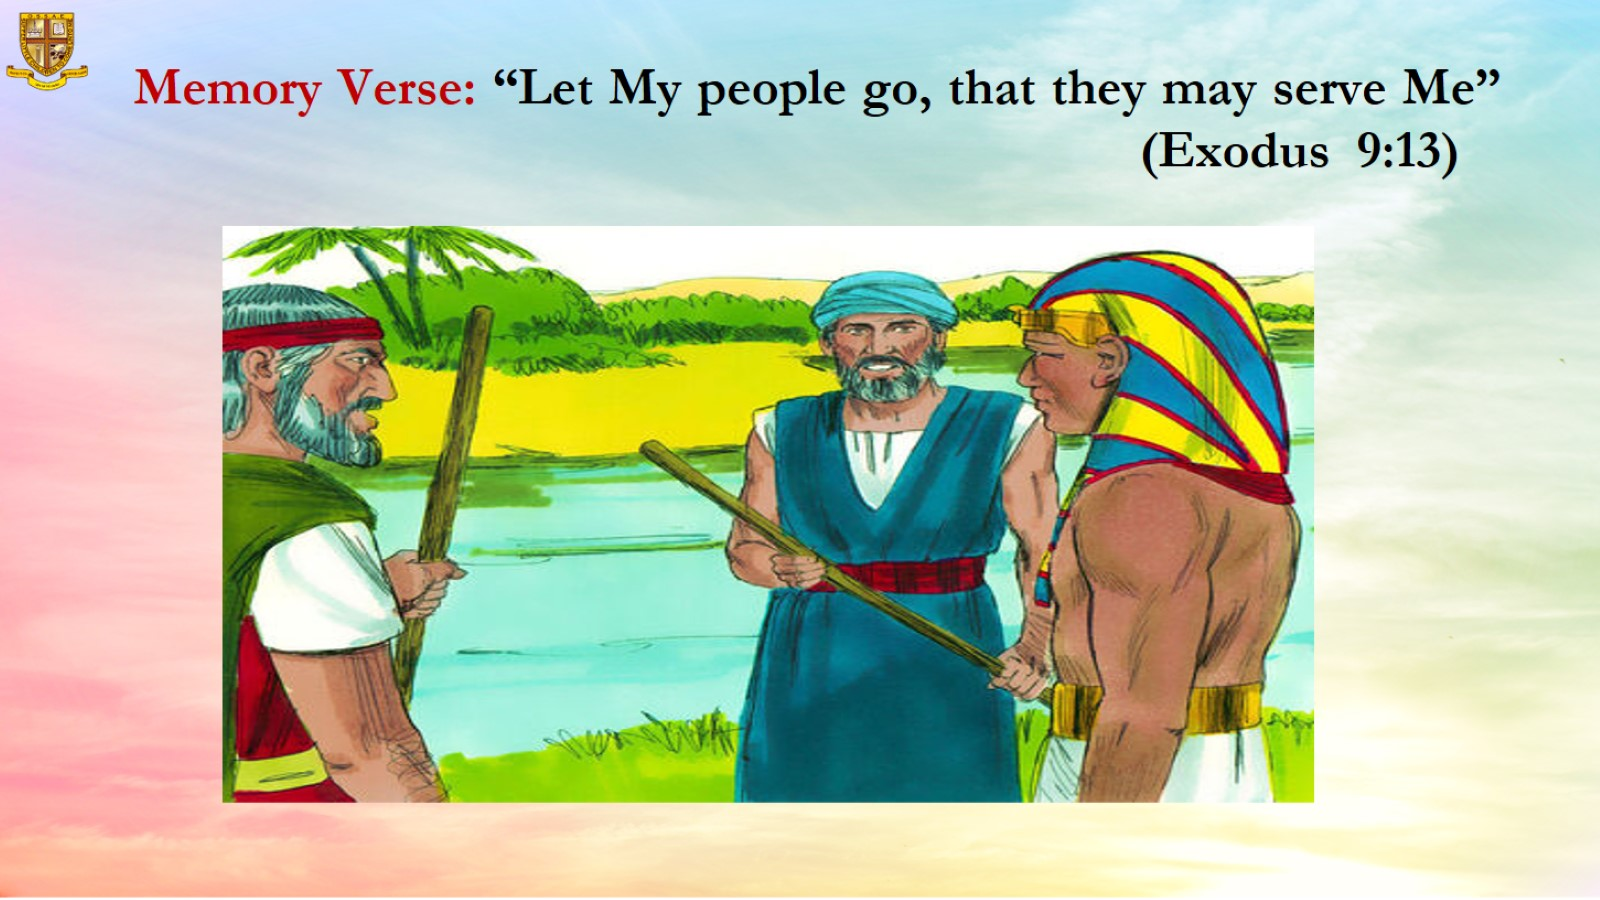 Memory Verse: “Let My people go, that they may serve Me”
(Exodus 9:13)